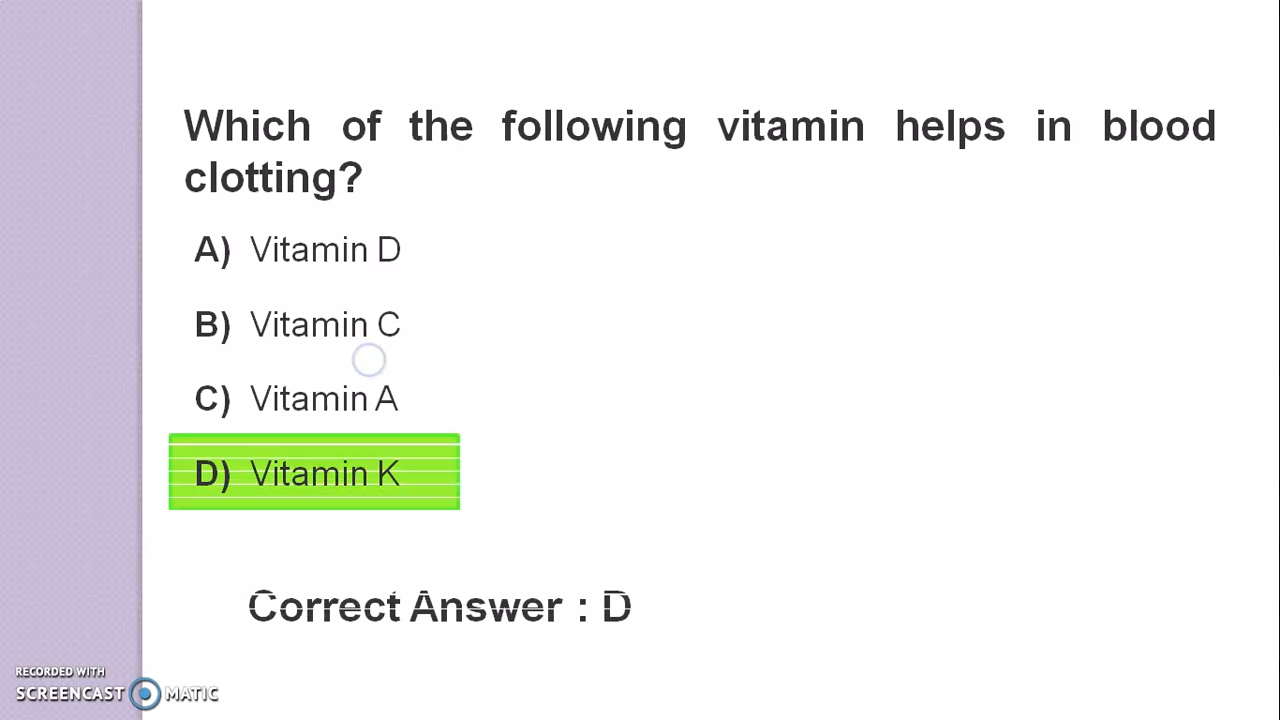 Which of the following vitamin helps in blood
clotting?
A) Vitamin D
B) Vitamin C
C) Vitamin A
D) Vitamin K
Correct Answer : D
RECORDED WITH
SCREENCAST MATIC